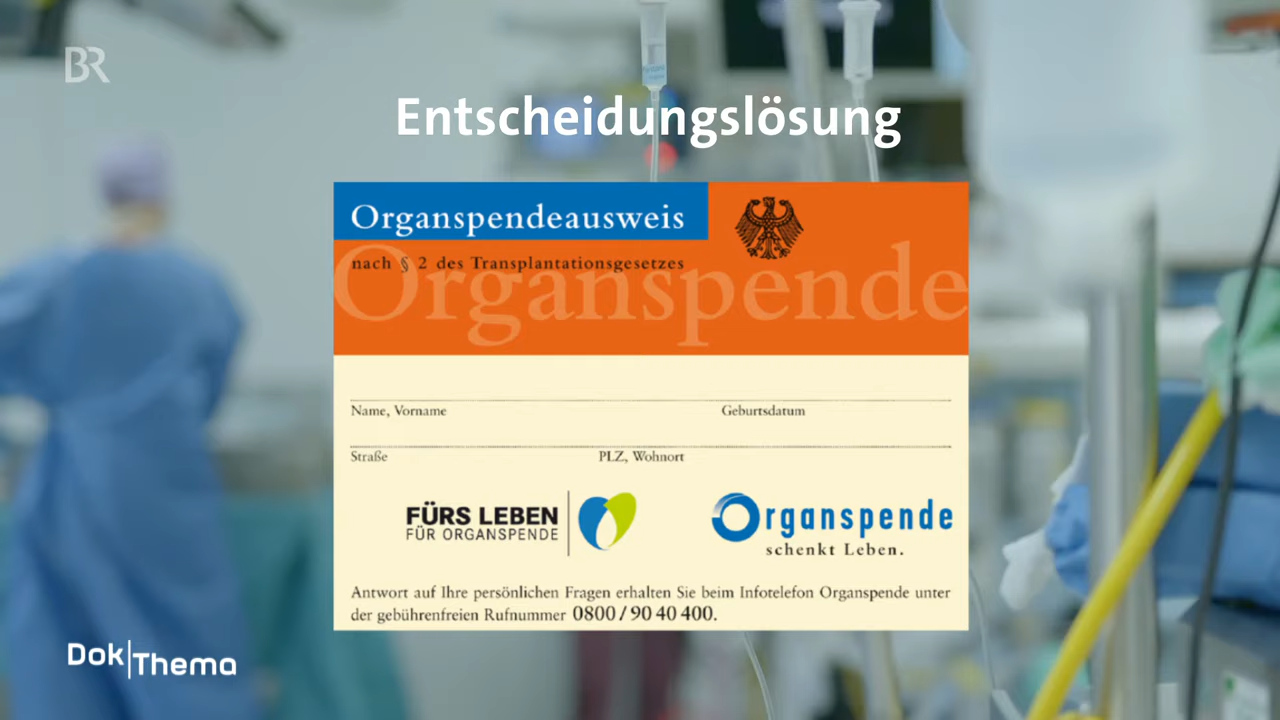 BR
Entscheidungslösung
Organspendeausweis
nach § 2 des Transplantationsgesetzes
Organspende
Name, Vorname Geburtsdatum
Straße PLZ, Wohnort
FÜRS LEBEN
FÜR ORGANSPENDE
Organspende
schenkt Leben.
Antwort auf Ihre persönlichen Fragen erhalten Sie beim Infotelefon Organspende unter
der gebührenfreien Rufnummer 0800 / 90 40 400.
Dok Thema